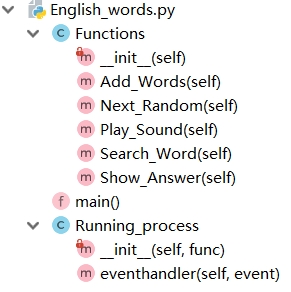 English_words.py
C Functions
m __init__(self)
m Add_Words(self)
m Next_Random(self)
m Play_Sound(self)
m Search_Word(self)
m Show_Answer(self)
f main()
C Running_process
m __init__(self, func)
m eventhandler(self, event)